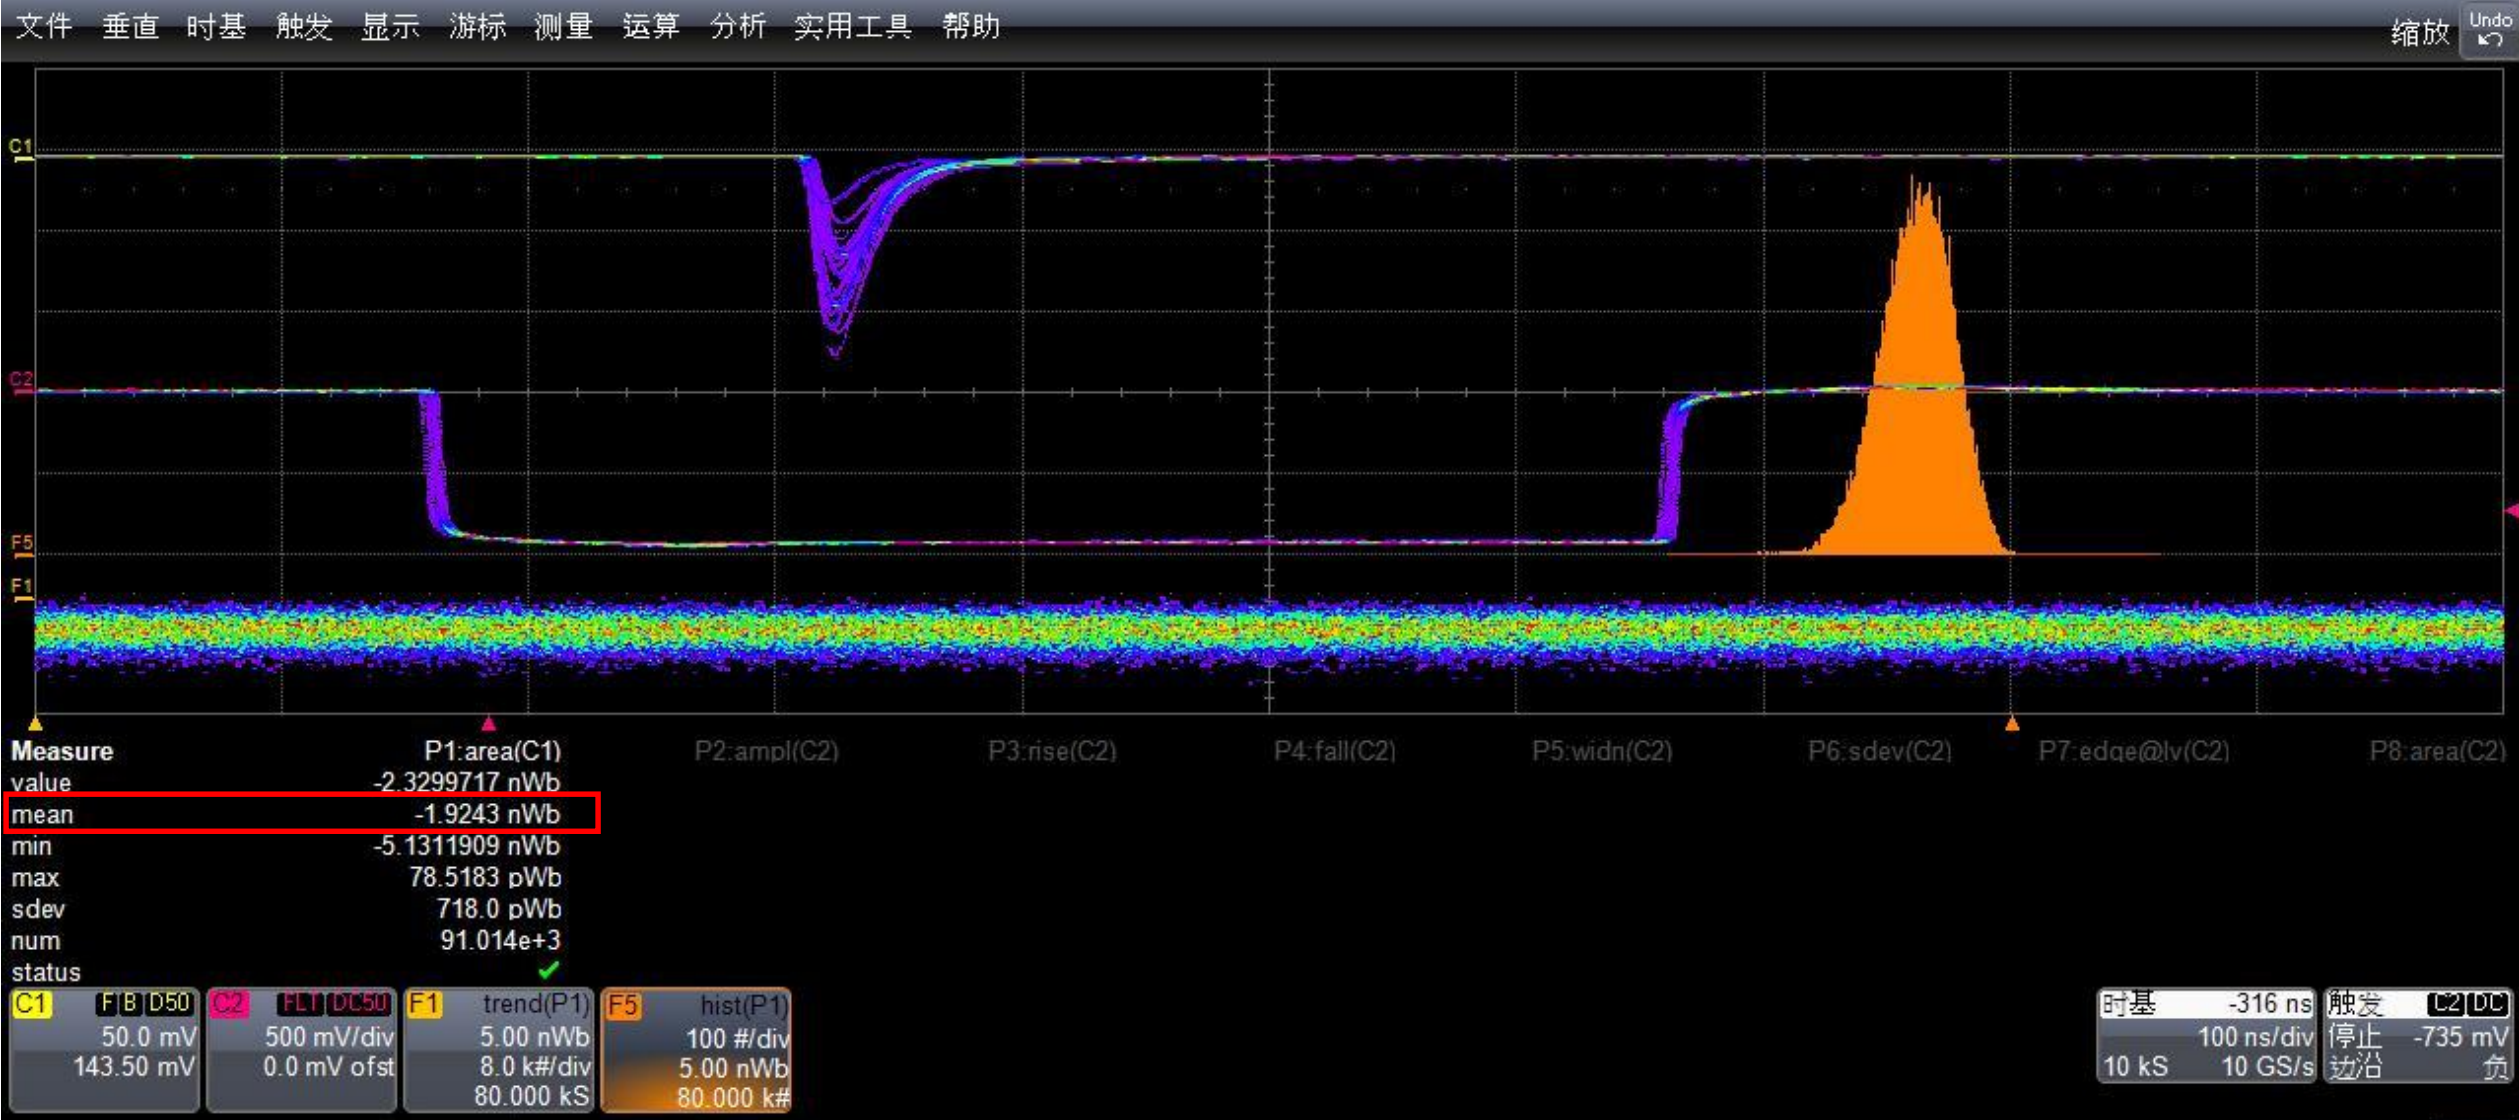 文件 垂直 时基 触发 显示 游标 测量 运算 分析 实用工具 帮助 缩放 Undo
C1
C2
F5
F1
Measure P1:area(C1) P2:ampl(C2) P3:rise(C2) P4:fall(C2) P5:widn(C2) P6:sdev(C2) P7:edge@lv(C2) P8:area(C2)
value -2.3299717 nWb
mean -1.9243 nWb
min -5.1311909 nWb
max 78.5183 pWb
sdev 718.0 pWb
num 91.014e+3
status
C1 F B D50 C2 FLT DC50 F1 trend(P1) F5 hist(P1) 时基 -316 ns 触发 C2 DC
50.0 mV 500 mV/div 5.00 nWb 100 #/div 100 ns/div 停止 -735 mV
143.50 mV 0.0 mV ofst 8.0 k#/div 5.00 nWb 10 kS 10 GS/s 边沿 负
80.000 kS 80.000 k#